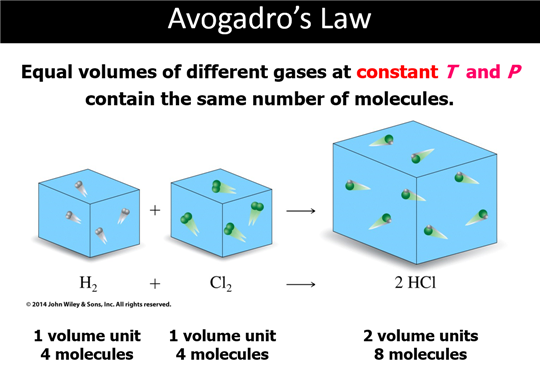 Avogadro's Law
Equal volumes of different gases at constant T and P
contain the same number of molecules.
+ →
H₂ + Cl₂ → 2 HCl
© 2014 John Wiley & Sons, Inc. All rights reserved.
1 volume unit 1 volume unit 2 volume units
4 molecules 4 molecules 8 molecules